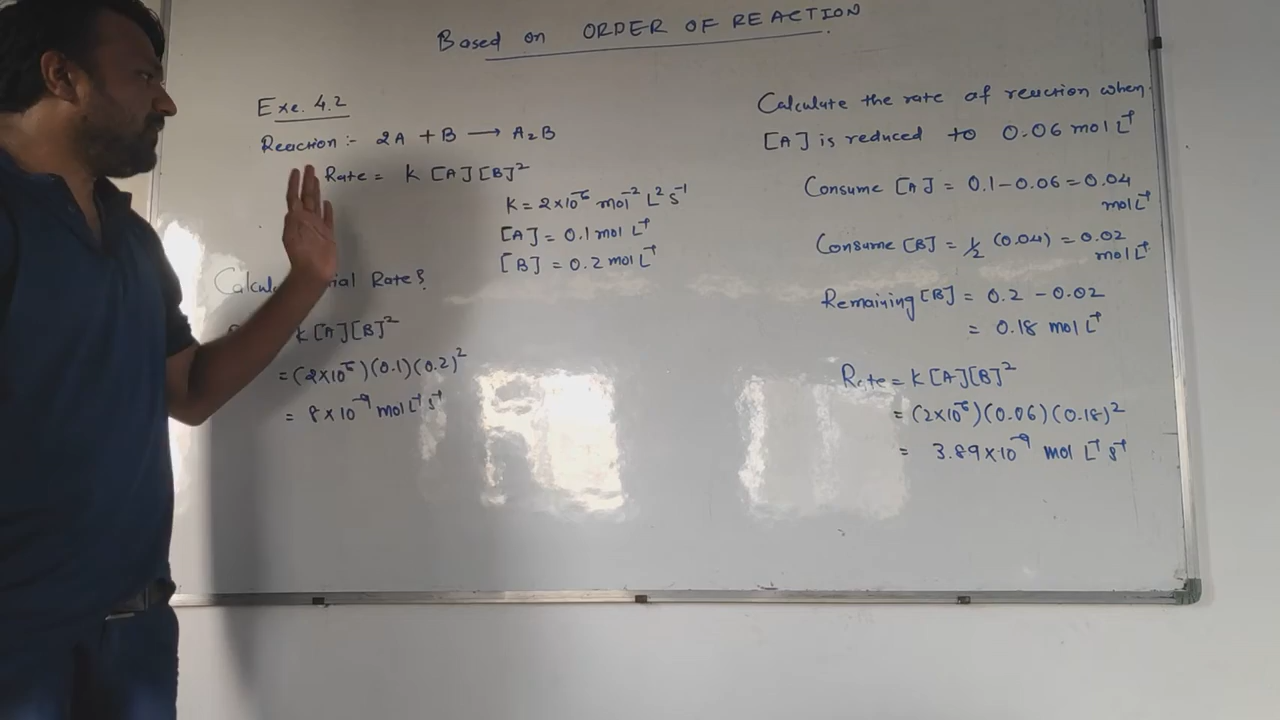 Based on ORDER OF REACTION.
Exe. 4.2
Reaction :- 2A + B ⟶ A₂B
Rate = K [A][B]²
K = 2×10⁻⁶ mol⁻² L² S⁻¹
[A] = 0.1 mol L⁻¹
[B] = 0.2 mol L⁻¹
Rate?
K[A][B]²
= (2×10⁻⁶)(0.1)(0.2)²
= 8×10⁻⁹ mol L⁻¹ s⁻¹
Calculate the rate of reaction when
[A] is reduced to 0.06 mol L⁻¹
Consume [A] = 0.1-0.06 = 0.04
mol L⁻¹
Consume [B] = 1/2 (0.04) = 0.02
mol L⁻¹
Remaining [B] = 0.2 - 0.02
= 0.18 mol L⁻¹
Rate = K[A][B]²
= (2×10⁻⁶)(0.06)(0.18)²
= 3.89×10⁻⁹ mol L⁻¹ s⁻¹